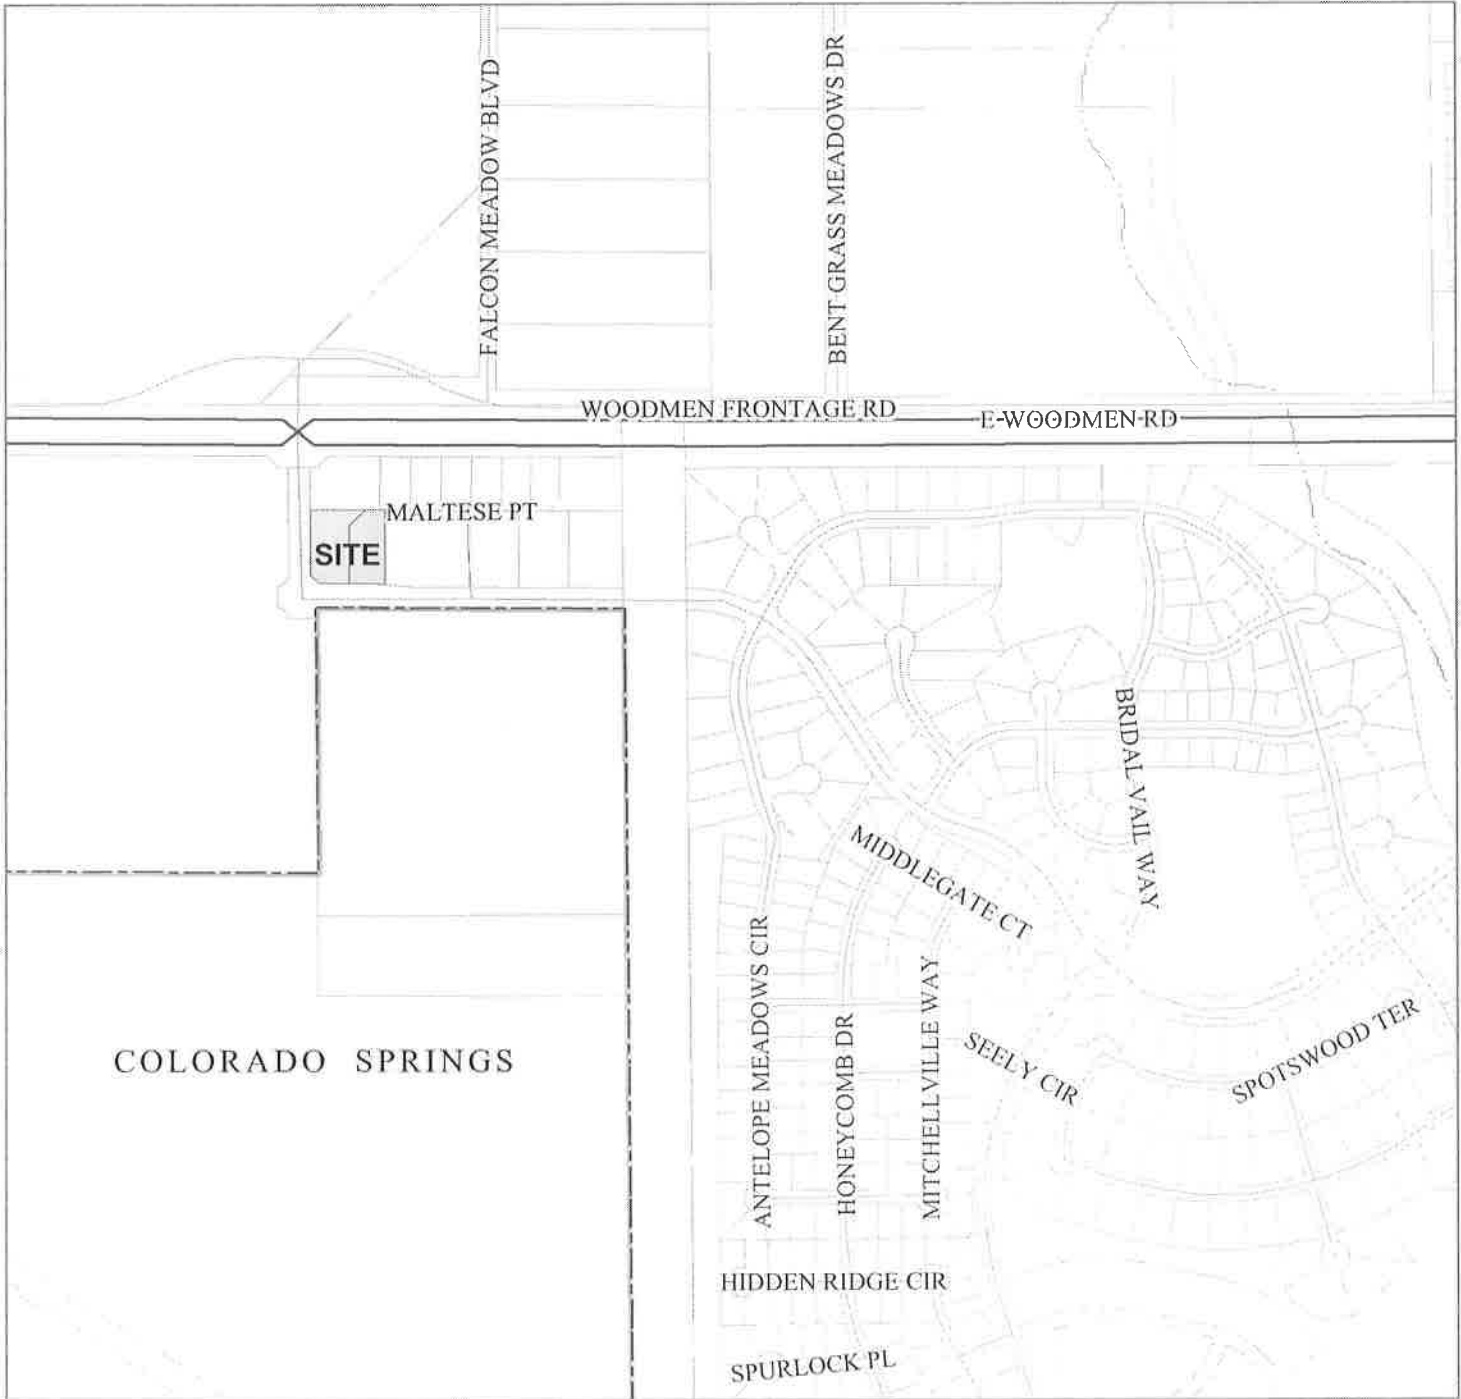 FALCON MEADOW BLVD
BENT GRASS MEADOWS DR
WOODMEN FRONTAGE RD
E WOODMEN RD
MALTESE PT
SITE
BRIDAL VAIL WAY
MIDDLEGATE CT
ANTELOPE MEADOWS CIR
HONEYCOMB DR
MITCHELLVILLE WAY
SEELY CIR
SPOTSWOOD TER
COLORADO SPRINGS
HIDDEN RIDGE CIR
SPURLOCK PL